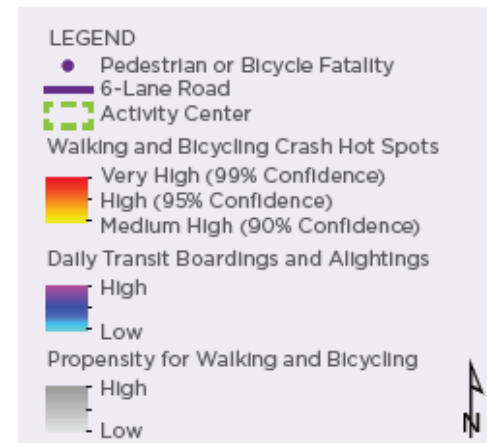 LEGEND
Pedestrian or Bicycle Fatality
6-Lane Road
Activity Center
Walking and Bicycling Crash Hot Spots
Very High (99% Confidence)
High (95% Confidence)
Medium High (90% Confidence)
Daily Transit Boardings and Alightings
High
Low
Propensity for Walking and Bicycling
High
Low
N